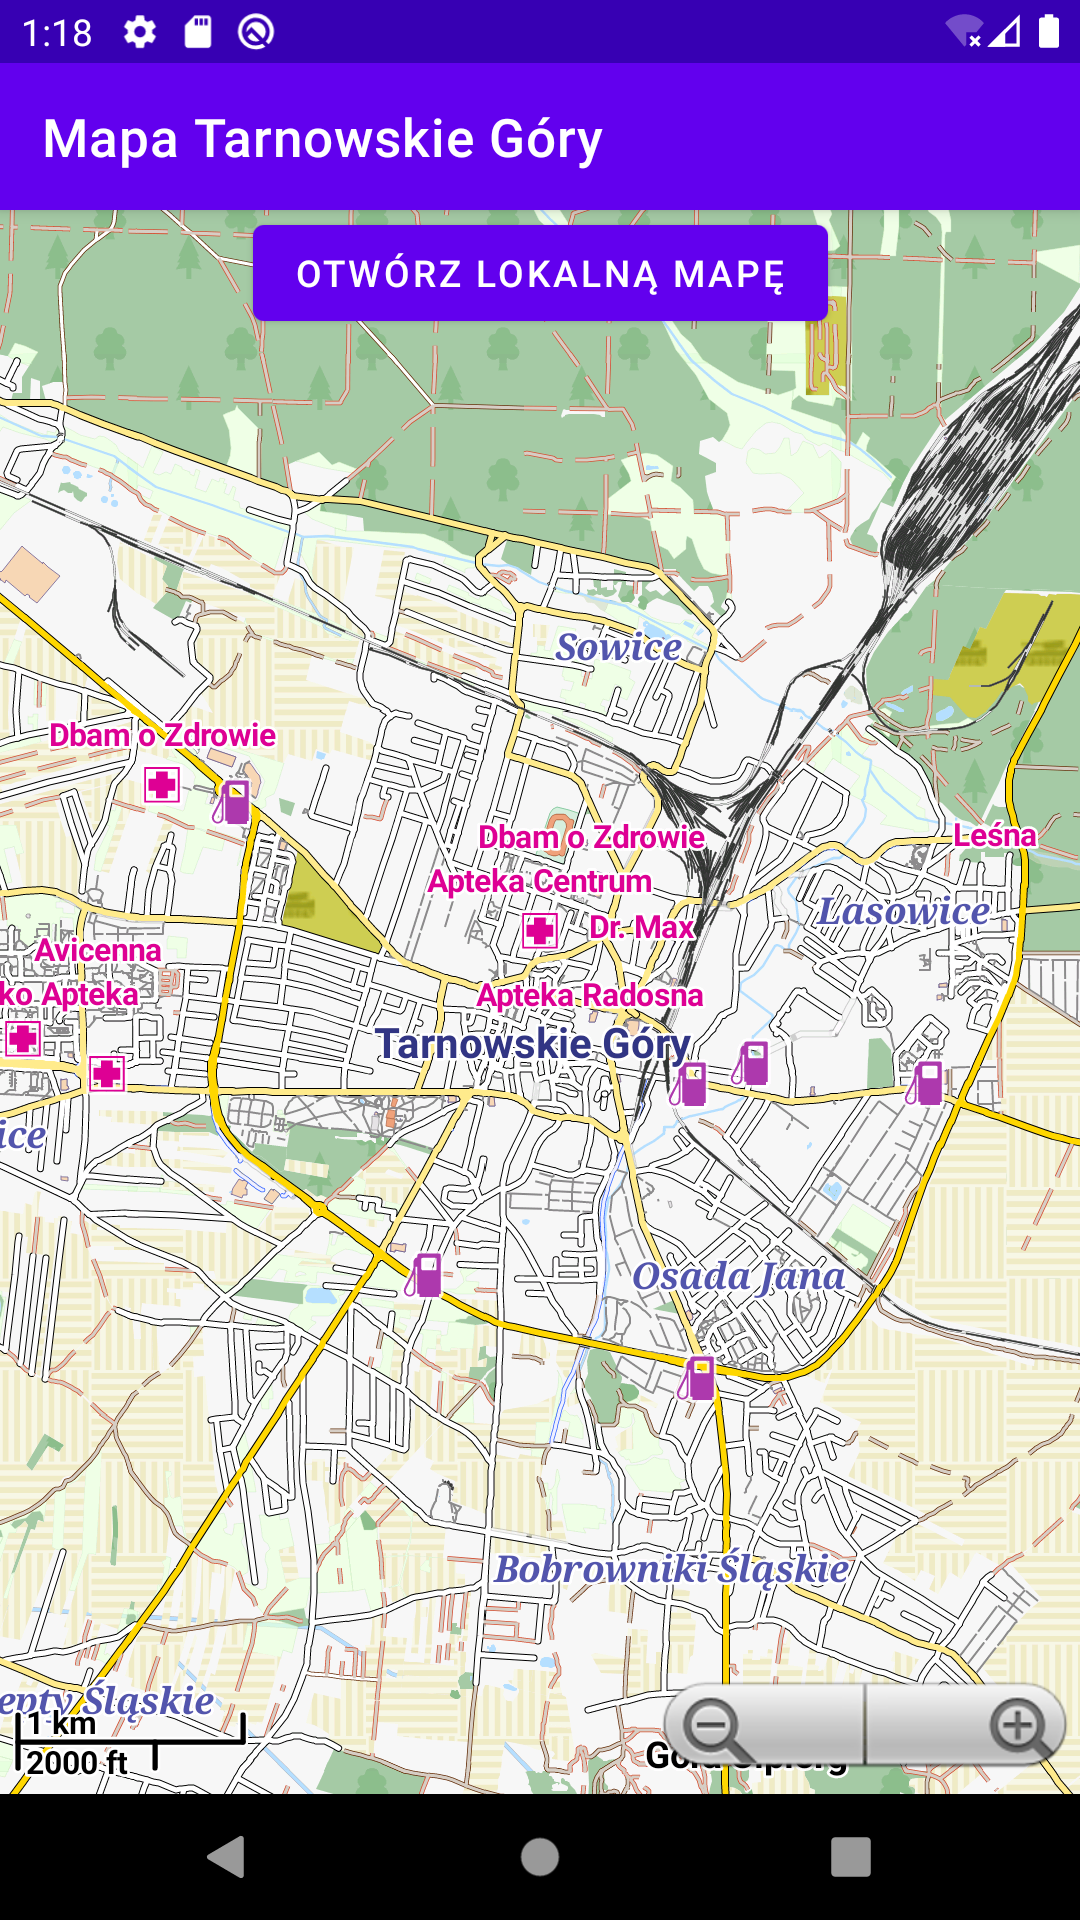 1:18
Mapa Tarnowskie Góry
OTWÓRZ LOKALNĄ MAPĘ
Sowice
Dbam o Zdrowie
Dbam o Zdrowie
Leśna
Apteka Centrum
Lasowice
Dr. Max
Avicenna
ko Apteka
Apteka Radosna
Tarnowskie Góry
ice
Osada Jana
Bobrowniki Śląskie
epty Śląskie
1 km
2000 ft